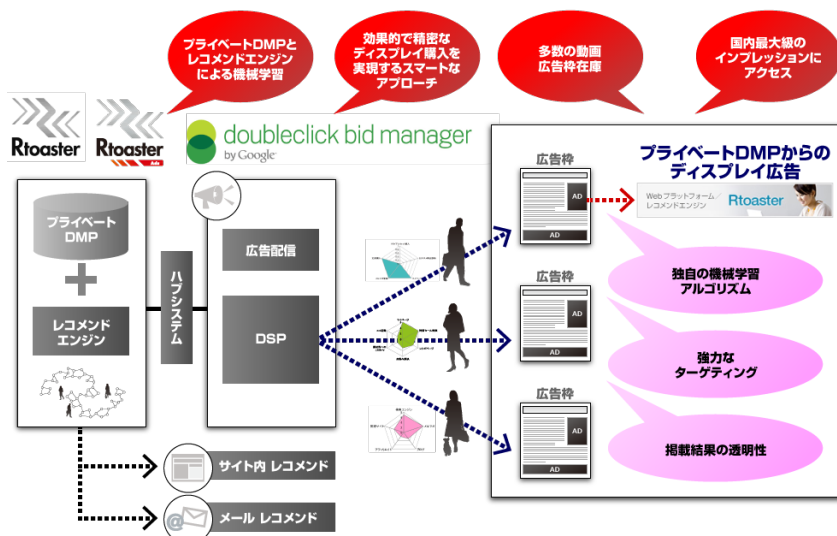 プライベートDMPと
レコメンドエンジン
による機械学習
効果的で精密な
ディスプレイ購入を
実現するスマートな
アプローチ
多数の動画
広告枠在庫
国内最大級の
インプレッションに
アクセス
Rtoaster
Rtoaster
Ads
doubleclick bid manager
by Google
プライベート
DMP
レコメンド
エンジン
ハブシステム
広告配信
DSP
サイト内 レコメンド
メール レコメンド
広告枠
AD
AD
広告枠
AD
AD
広告枠
AD
AD
プライベートDMPからの
ディスプレイ広告
Webプラットフォーム／
レコメンドエンジン
Rtoaster
独自の機械学習
アルゴリズム
強力な
ターゲティング
掲載結果の透明性